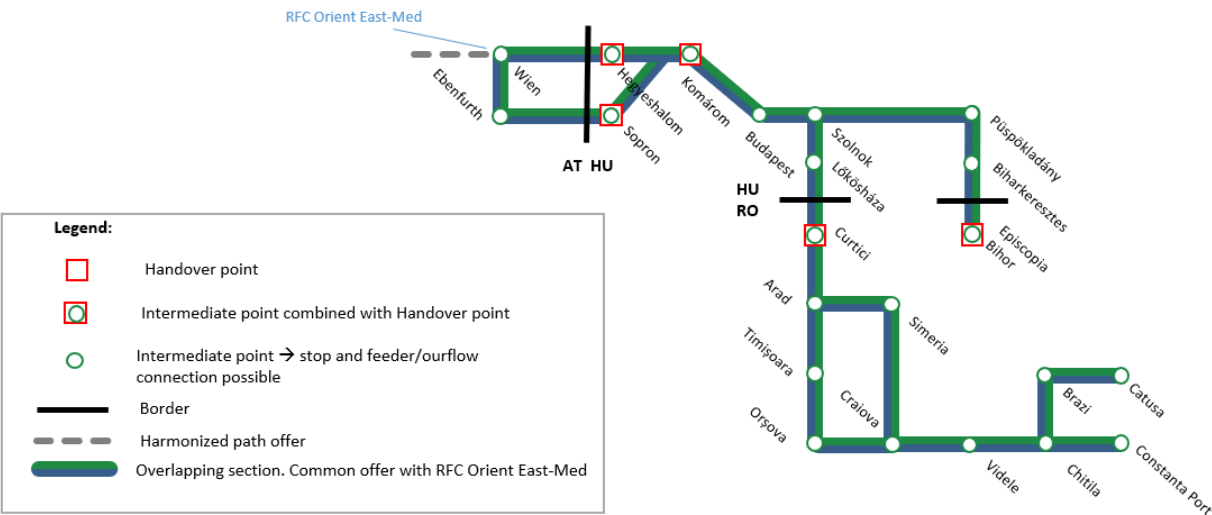 RFC Orient East-Med
Ebenfurth
Wien
Hegyeshalom
Sopron
Komárom
Budapest
Szolnok
Lőkösháza
Püspökladány
Biharkeresztes
Episcopia
Bihor
AT HU
HU
RO
Curtici
Arad
Simeria
Timișoara
Craiova
Orșova
Videle
Chitila
Brazi
Catusa
Constanta Port
Legend:
Handover point
Intermediate point combined with Handover point
Intermediate point → stop and feeder/ourflow
connection possible
Border
Harmonized path offer
Overlapping section. Common offer with RFC Orient East-Med